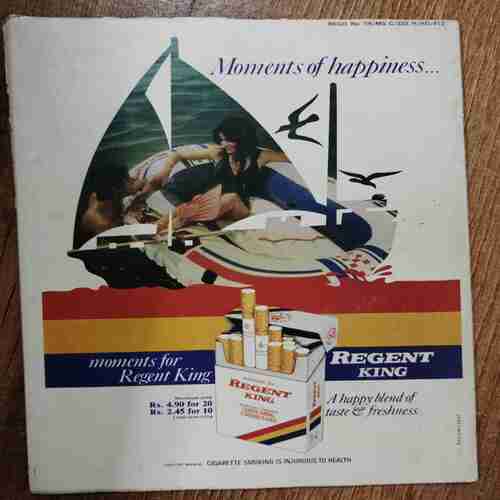 Moments of happiness...
moments for
Regent King
Rs. 4.90 for 20
Rs. 2.45 for 10
REGENT
KING
REGENT
KING
A happy blend of
taste & freshness.
CIGARETTE SMOKING IS INJURIOUS TO HEALTH